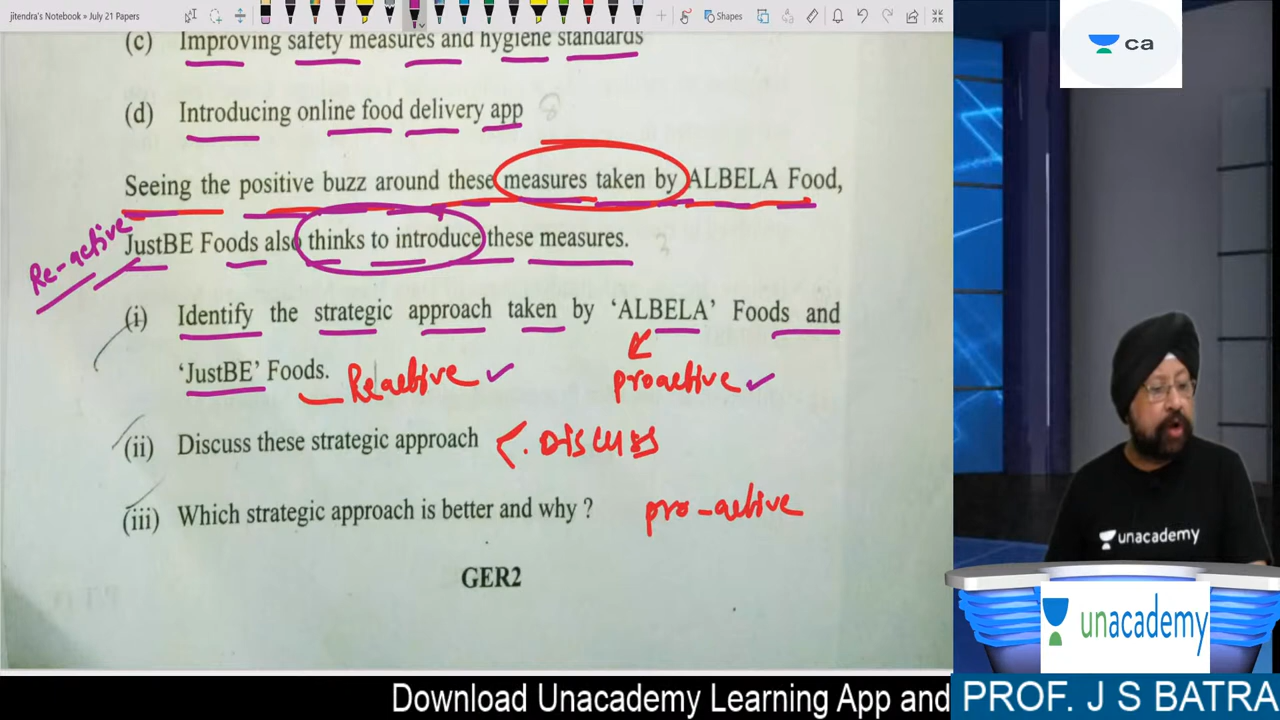 jitendra's Notebook » July 21 Papers
Shapes
ca
(c) Improving safety measures and hygiene standards
(d) Introducing online food delivery app 8
Seeing the positive buzz around these measures taken by ALBELA Food,
Re-active
JustBE Foods also thinks to introduce these measures.
(i) Identify the strategic approach taken by ‘ALBELA’ Foods and
‘JustBE’ Foods. Reactive proactive
(ii) Discuss these strategic approach Discuss
(iii) Which strategic approach is better and why ? pro-active
GER2
unacademy
unacademy
Download Unacademy Learning App and
PROF. J S BATRA